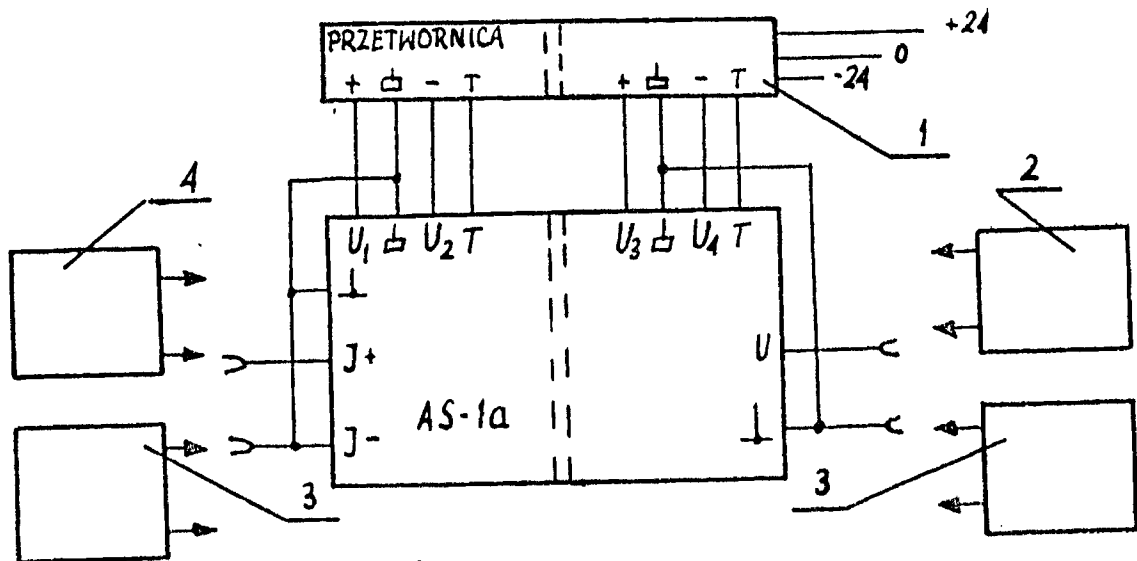 PRZETWORNICA
+24
0
-24
+ - T
+ - T
1
4
2
U1 U2 T
U3 U4 T
J+
U
AS-1a
J-
3
3